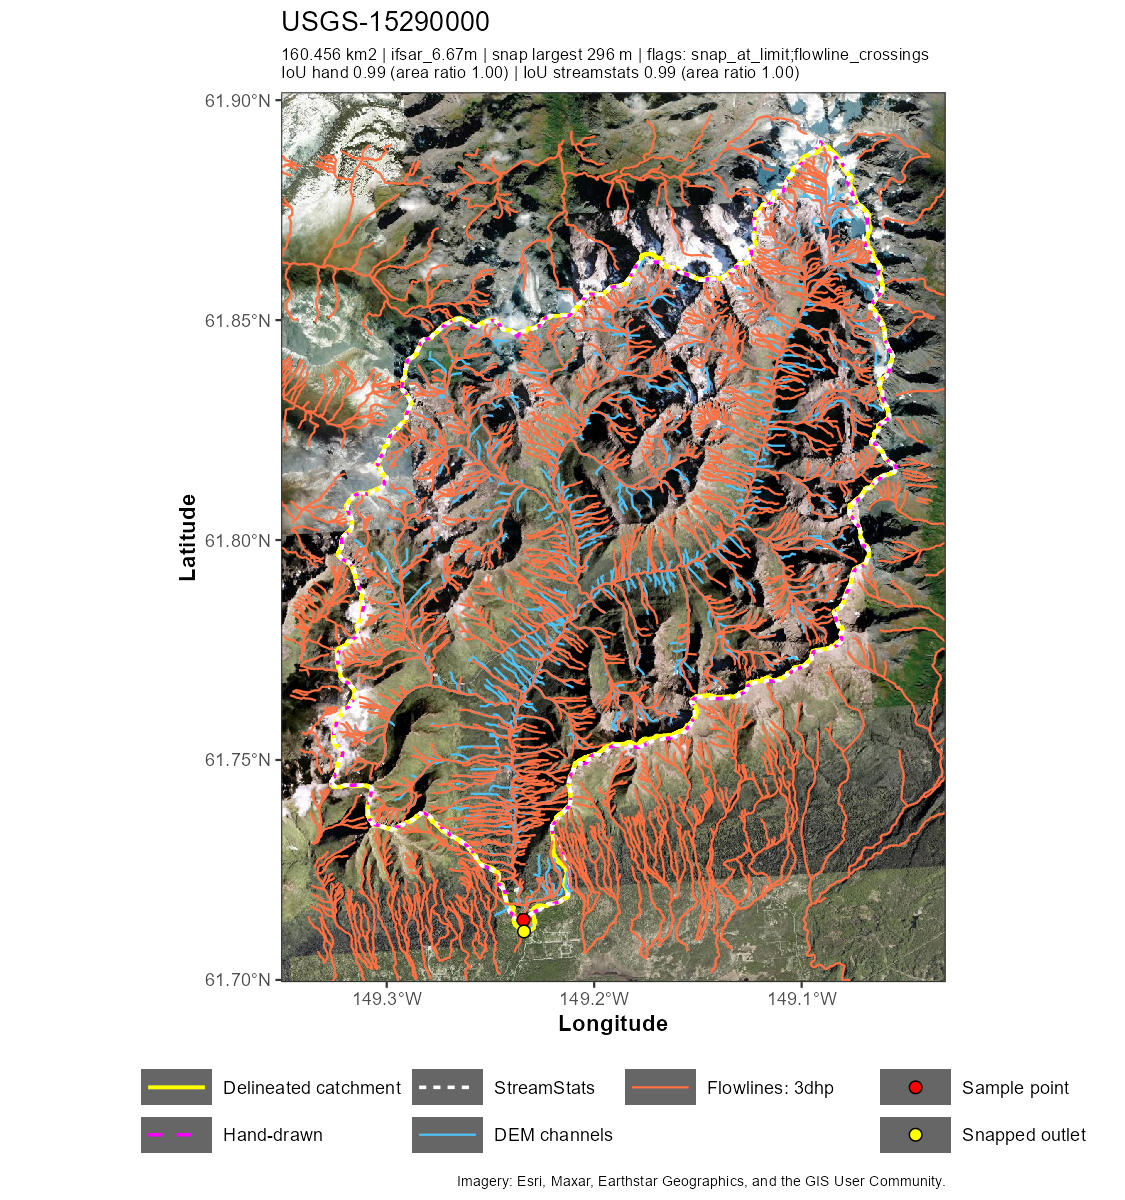 USGS-15290000
160.456 km2 | ifsar_6.67m | snap largest 296 m | flags: snap_at_limit;flowline_crossings
IoU hand 0.99 (area ratio 1.00) | IoU streamstats 0.99 (area ratio 1.00)
61.90°N
61.85°N
61.80°N
61.75°N
61.70°N
Latitude
149.3°W
149.2°W
149.1°W
Longitude
Delineated catchment
StreamStats
Flowlines: 3dhp
Sample point
Hand-drawn
DEM channels
Snapped outlet
Imagery: Esri, Maxar, Earthstar Geographics, and the GIS User Community.